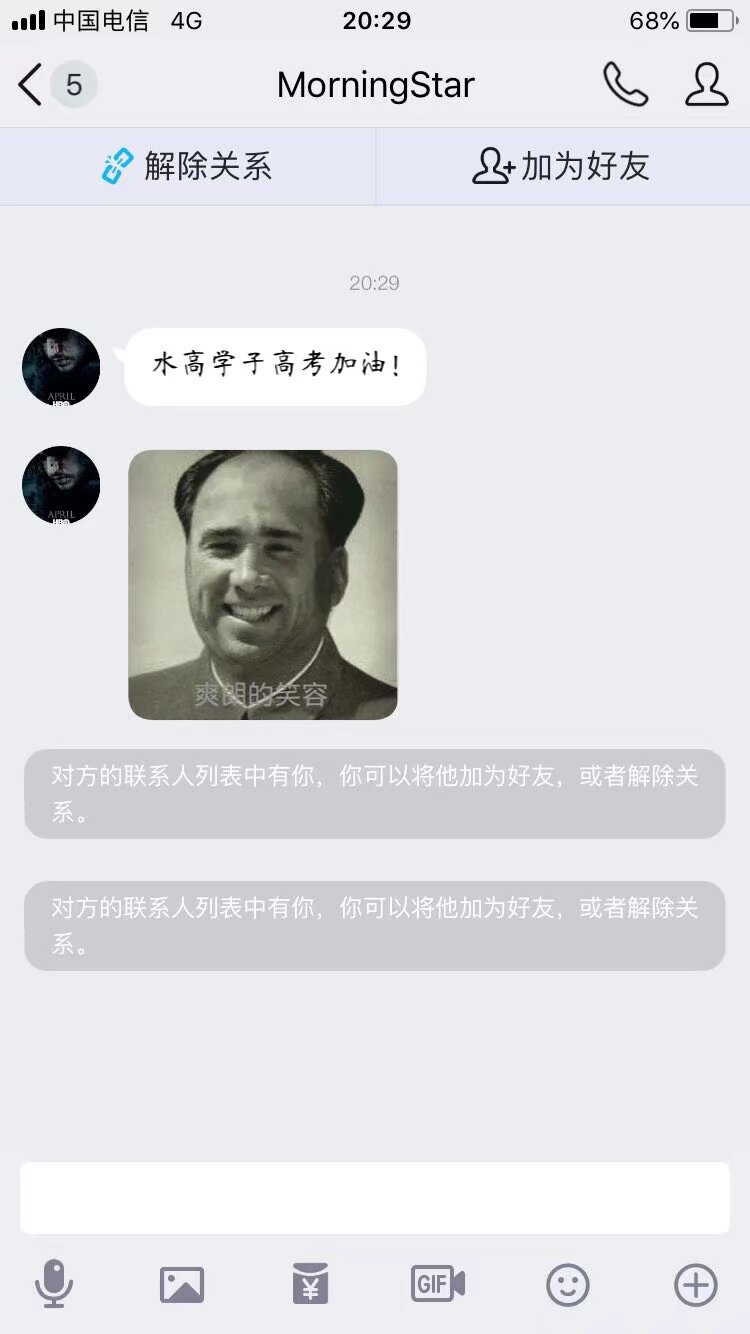 中国电信 4G 20:29 68%
5 MorningStar
解除关系 加为好友
20:29
水高学子高考加油!
APRIL
HBO
APRIL
HBO
爽朗的笑容
对方的联系人列表中有你，你可以将他加为好友，或者解除关
系。
对方的联系人列表中有你，你可以将他加为好友，或者解除关
系。
¥ GIF